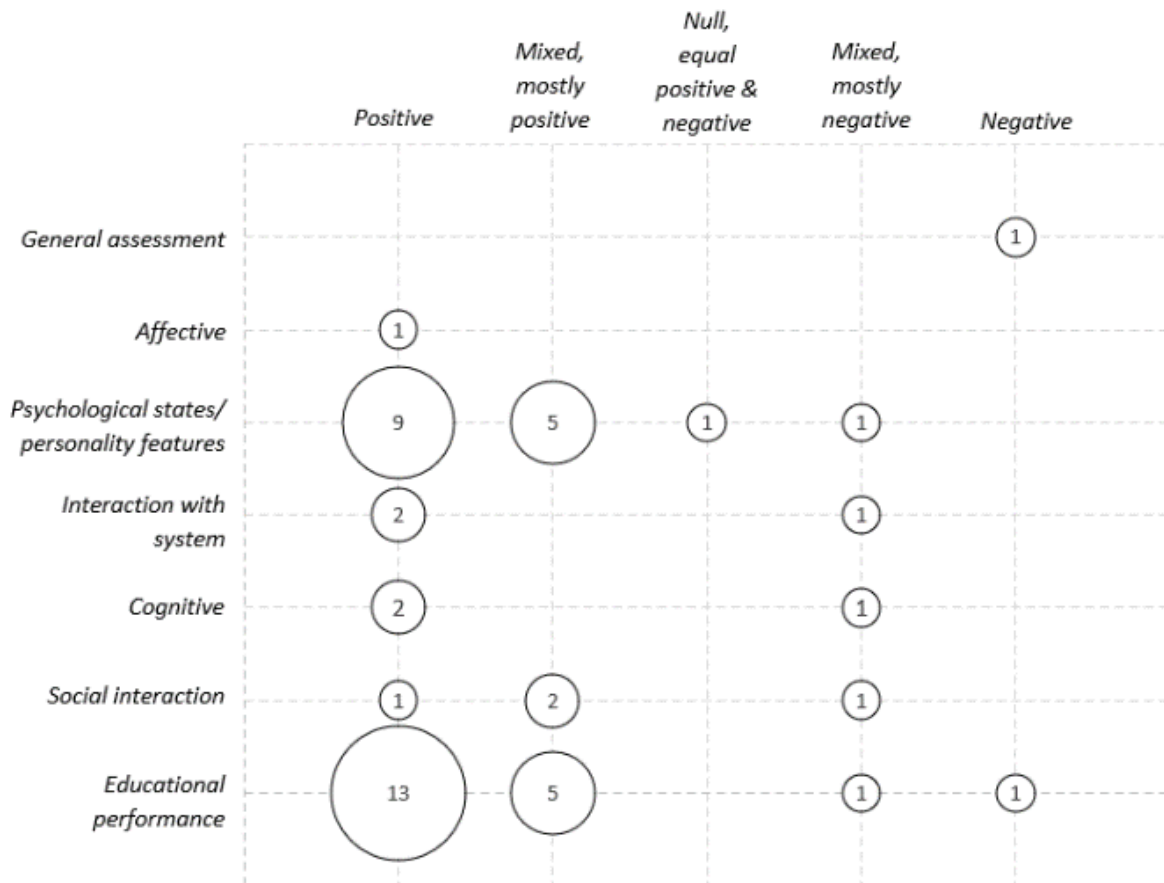 Positive
Mixed,
mostly
positive
Null,
equal
positive &
negative
Mixed,
mostly
negative
Negative
General assessment
1
Affective
1
Psychological states/
personality features
9
5
1
1
Interaction with
system
2
1
Cognitive
2
1
Social interaction
1
2
1
Educational
performance
13
5
1
1